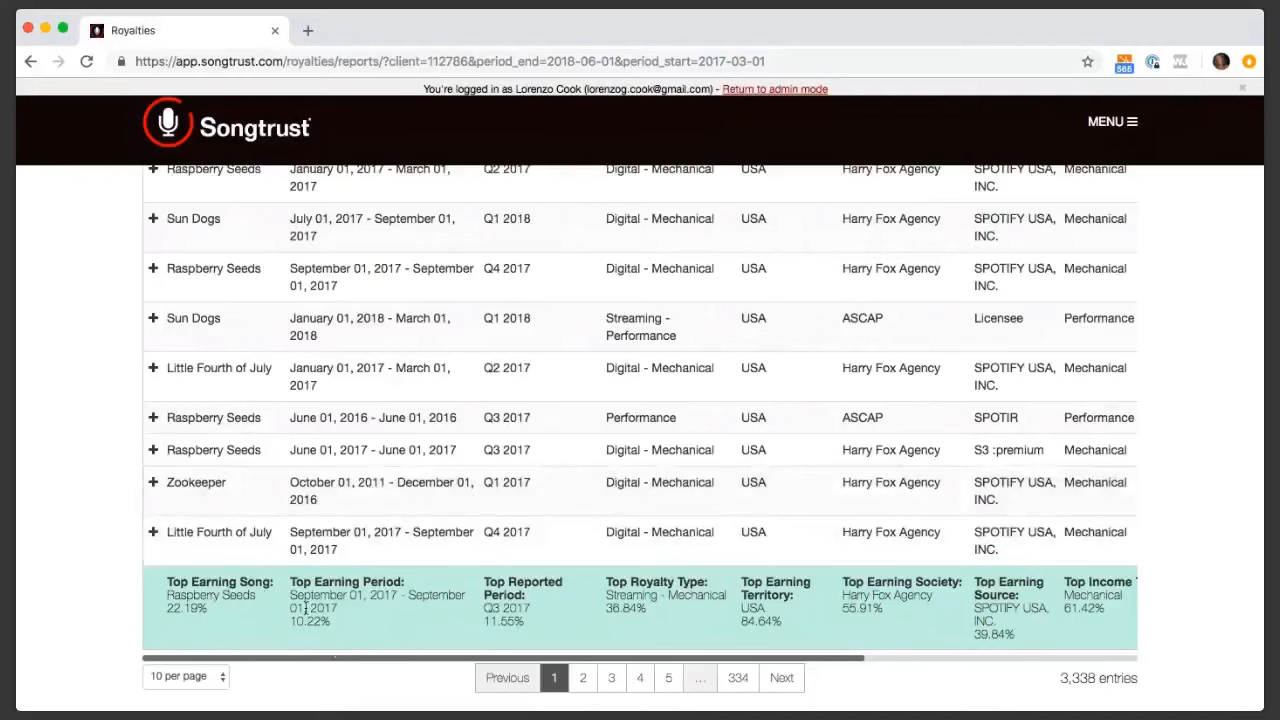 Royalties
https://app.songtrust.com/royalties/reports/?client=112786&period_end=2018-06-01&period_start=2017-03-01
565
You're logged in as Lorenzo Cook (lorenzog.cook@gmail.com) - Return to admin mode
Songtrust
MENU
Raspberry Seeds January 01, 2017 - March 01, Q2 2017 Digital - Mechanical USA Harry Fox Agency SPOTIFY USA, Mechanical
2017 INC.
Sun Dogs July 01, 2017 - September 01, Q1 2018 Digital - Mechanical USA Harry Fox Agency SPOTIFY USA, Mechanical
2017 INC.
Raspberry Seeds September 01, 2017 - September Q4 2017 Digital - Mechanical USA Harry Fox Agency SPOTIFY USA, Mechanical
01, 2017 INC.
Sun Dogs January 01, 2018 - March 01, Q1 2018 Streaming - USA ASCAP Licensee Performance
2018 Performance
Little Fourth of July January 01, 2017 - March 01, Q2 2017 Digital - Mechanical USA Harry Fox Agency SPOTIFY USA, Mechanical
2017 INC.
Raspberry Seeds June 01, 2016 - June 01, 2016 Q3 2017 Performance USA ASCAP SPOTIR Performance
Raspberry Seeds June 01, 2017 - June 01, 2017 Q3 2017 Digital - Mechanical USA Harry Fox Agency S3 :premium Mechanical
Zookeeper October 01, 2011 - December 01, Q1 2017 Digital - Mechanical USA Harry Fox Agency SPOTIFY USA, Mechanical
2016 INC.
Little Fourth of July September 01, 2017 - September Q4 2017 Digital - Mechanical USA Harry Fox Agency SPOTIFY USA, Mechanical
01, 2017 INC.
Top Earning Song: Top Earning Period: Top Reported Top Royalty Type: Top Earning Top Earning Society: Top Earning Top Income
Raspberry Seeds September 01, 2017 - September Period: Streaming - Mechanical Territory: Harry Fox Agency Source: Mechanical
22.19% 01, 2017 Q3 2017 36.84% USA 55.91% SPOTIFY USA, 61.42%
10.22% 11.55% 84.64% INC.
39.84%
10 per page Previous 1 2 3 4 5 ... 334 Next 3,338 entries